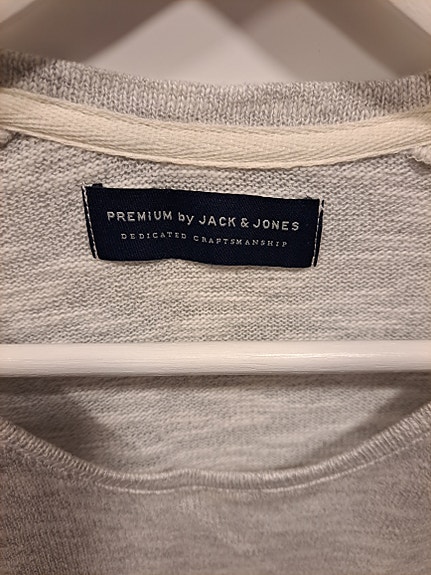 PREMIUM by JACK & JONES
DEDICATED CRAFTSMANSHIP